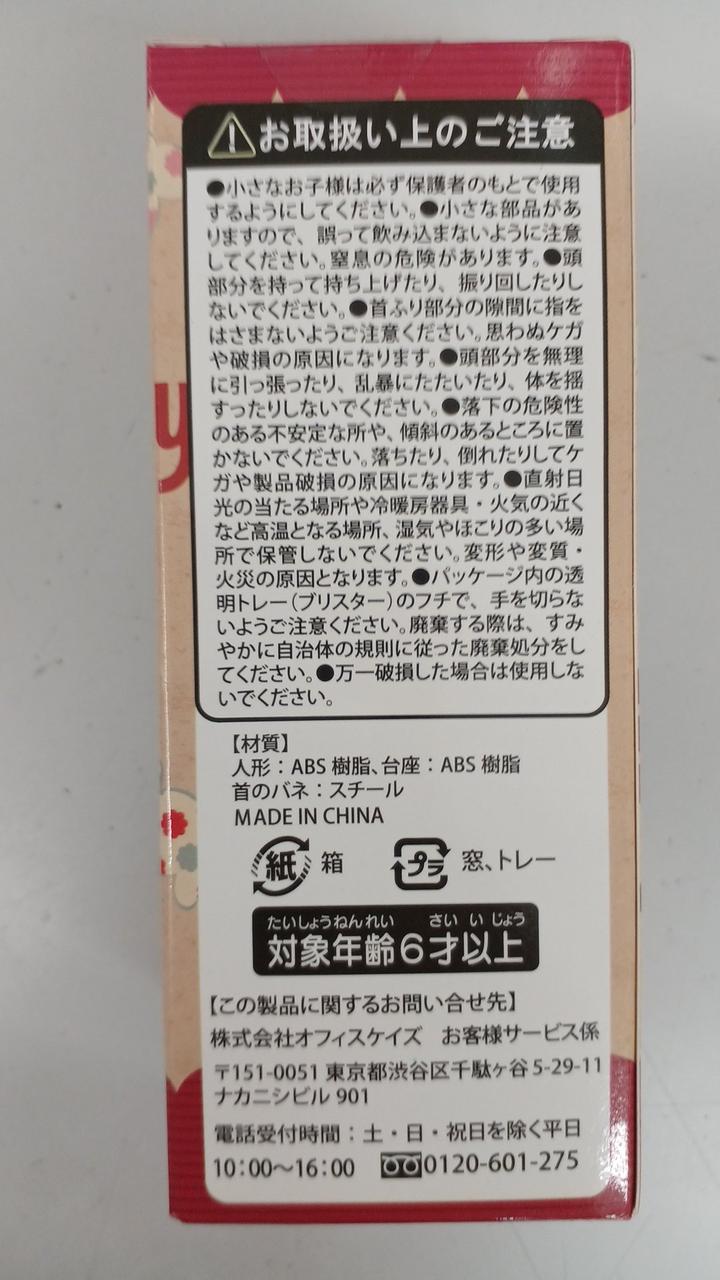 お取扱い上のご注意
●小さなお子様は必ず保護者のもとで使用
するようにしてください。●小さな部品があ
りますので、誤って飲み込まないように注意
してください。窒息の危険があります。●頭
部分を持って持ち上げたり、振り回したりし
ないでください。●首ふり部分の隙間に指を
はさまないようご注意ください。思わぬケガ
や破損の原因になります。●頭部分を無理
に引っ張ったり、乱暴にたたいたり、体を揺
すったりしないでください。●落下の危険性
のある不安定な所や、傾斜のあるところに置
かないでください。落ちたり、倒れたりしてケ
ガや製品破損の原因になります。●直射日
光の当たる場所や冷暖房器具・火気の近く
など高温となる場所、湿気やほこりの多い場
所で保管しないでください。変形や変質・
火災の原因となります。●パッケージ内の透
明トレー(ブリスター)のフチで、手を切らな
いようご注意ください。廃棄する際は、すみ
やかに自治体の規則に従った廃棄処分をし
てください。●万一破損した場合は使用しな
いでください。
【材質】
人形：ABS 樹脂、台座：ABS 樹脂
首のバネ：スチール
MADE IN CHINA
紙 箱 プラ 窓、トレー
たいしょうねんれい さい いじょう
対象年齢6才以上
【この製品に関するお問い合せ先】
株式会社オフィスケイズ お客様サービス係
〒151-0051 東京都渋谷区千駄ヶ谷 5-29-11
ナカニシビル 901
電話受付時間：土・日・祝日を除く平日
10:00〜16:00 0120-601-275
y